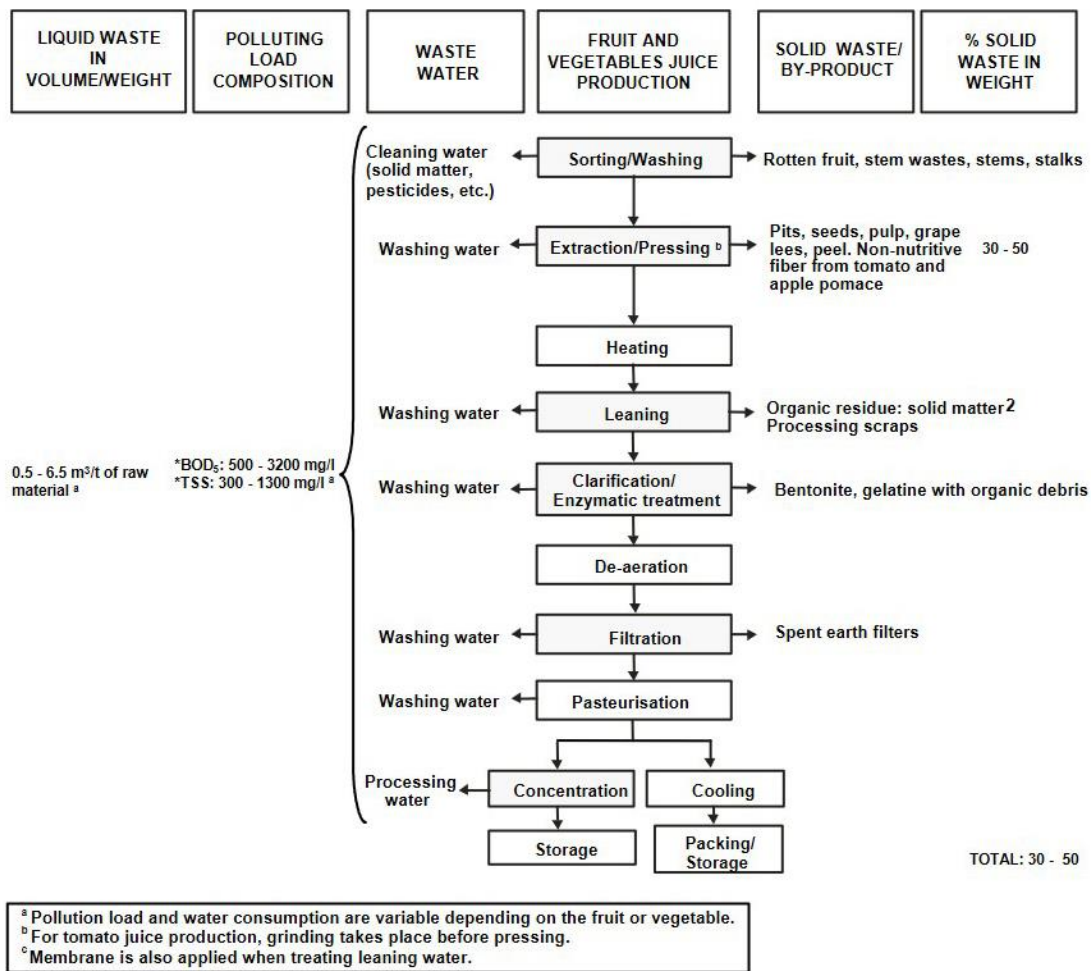 LIQUID WASTE
IN
VOLUME/WEIGHT
POLLUTING
LOAD
COMPOSITION
WASTE
WATER
FRUIT AND
VEGETABLES JUICE
PRODUCTION
SOLID WASTE/
BY-PRODUCT
% SOLID
WASTE IN
WEIGHT
Cleaning water
(solid matter,
pesticides, etc.)
Sorting/Washing
Rotten fruit, stem wastes, stems, stalks
Washing water
Extraction/Pressing ᵇ
Pits, seeds, pulp, grape
lees, peel. Non-nutritive
fiber from tomato and
apple pomace
30 - 50
Heating
Washing water
Leaning
Organic residue: solid matter2
Processing scraps
0.5 - 6.5 m³/t of raw
material ᵃ
*BOD₅: 500 - 3200 mg/l
*TSS: 300 - 1300 mg/l ᵃ
Washing water
Clarification/
Enzymatic treatment
Bentonite, gelatine with organic debris
De-aeration
Washing water
Filtration
Spent earth filters
Washing water
Pasteurisation
Processing
water
Concentration
Cooling
Storage
Packing/
Storage
TOTAL: 30 - 50
ᵃ Pollution load and water consumption are variable depending on the fruit or vegetable.
ᵇ For tomato juice production, grinding takes place before pressing.
ᶜ Membrane is also applied when treating leaning water.